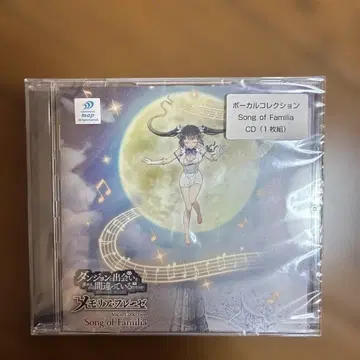 map
ボーカルコレクション
Song of Familia
CD（1枚組）
ダンジョンに出会いを
求めるのは
間違っているだろうか
メモリア・フレーゼ
Song of Familia